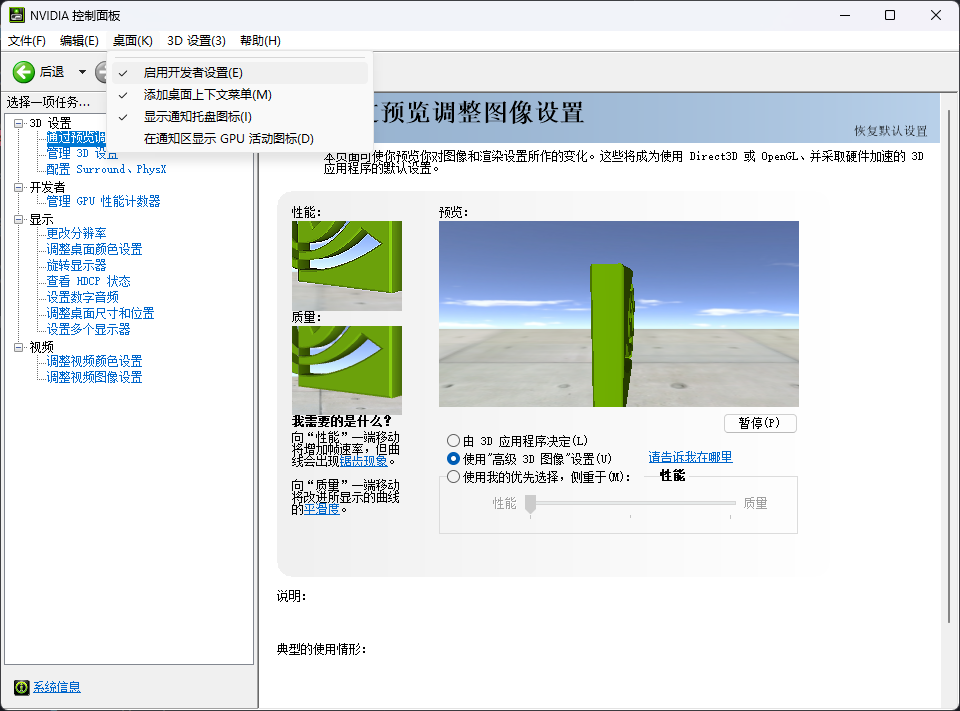 NVIDIA 控制面板
文件(F) 编辑(E) 桌面(K) 3D 设置(3) 帮助(H)
后退
启用开发者设置(E)
添加桌面上下文菜单(M)
显示通知托盘图标(I)
在通知区显示 GPU 活动图标(D)
选择一项任务...
3D 设置
通过预览调
管理 3D 设置
配置 Surround、PhysX
开发者
管理 GPU 性能计数器
显示
更改分辨率
调整桌面颜色设置
旋转显示器
查看 HDCP 状态
设置数字音频
调整桌面尺寸和位置
设置多个显示器
视频
调整视频颜色设置
调整视频图像设置
系统信息
预览调整图像设置
恢复默认设置
本页面可使你预览你对图像和渲染设置所作的变化。这些将成为使用 Direct3D 或 OpenGL、并采取硬件加速的 3D
应用程序的默认设置。
性能:
质量:
我需要的是什么?
向“性能”一端移动
将增加帧速率，但曲
线会出现锯齿现象。
向“质量”一端移动
将改进所显示的曲线
的平滑度。
预览:
暂停(P)
由 3D 应用程序决定(L)
使用"高级 3D 图像"设置(U) 请告诉我在哪里
使用我的优先选择，侧重于(M): 性能
性能 质量
说明:
典型的使用情形: